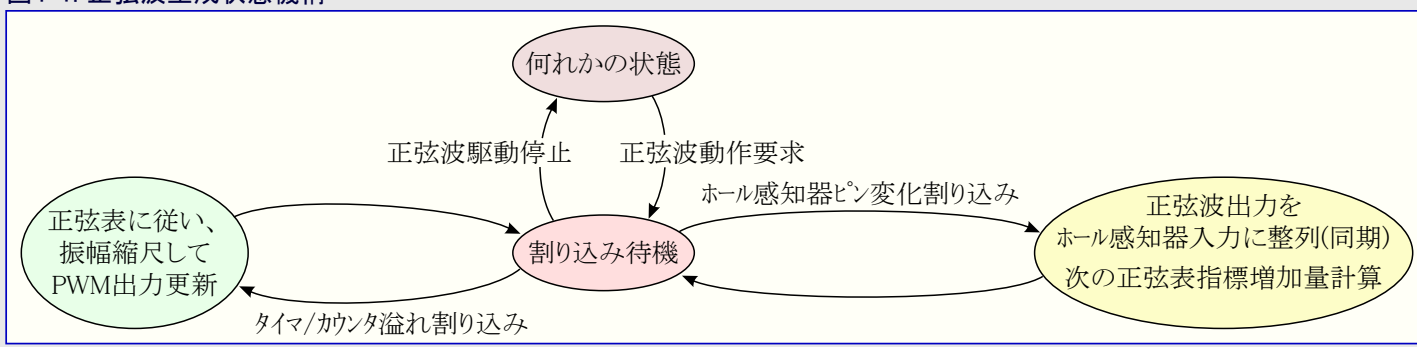 何れかの状態
正弦波駆動停止
正弦波動作要求
ﾎｰﾙ感知器ﾋﾟﾝ変化割り込み
正弦表に従い、
振幅縮尺して
PWM出力更新
割り込み待機
正弦波出力を
ﾎｰﾙ感知器入力に整列(同期)
次の正弦表指標増加量計算
ﾀｲﾏ/ｶｳﾝﾀ溢れ割り込み